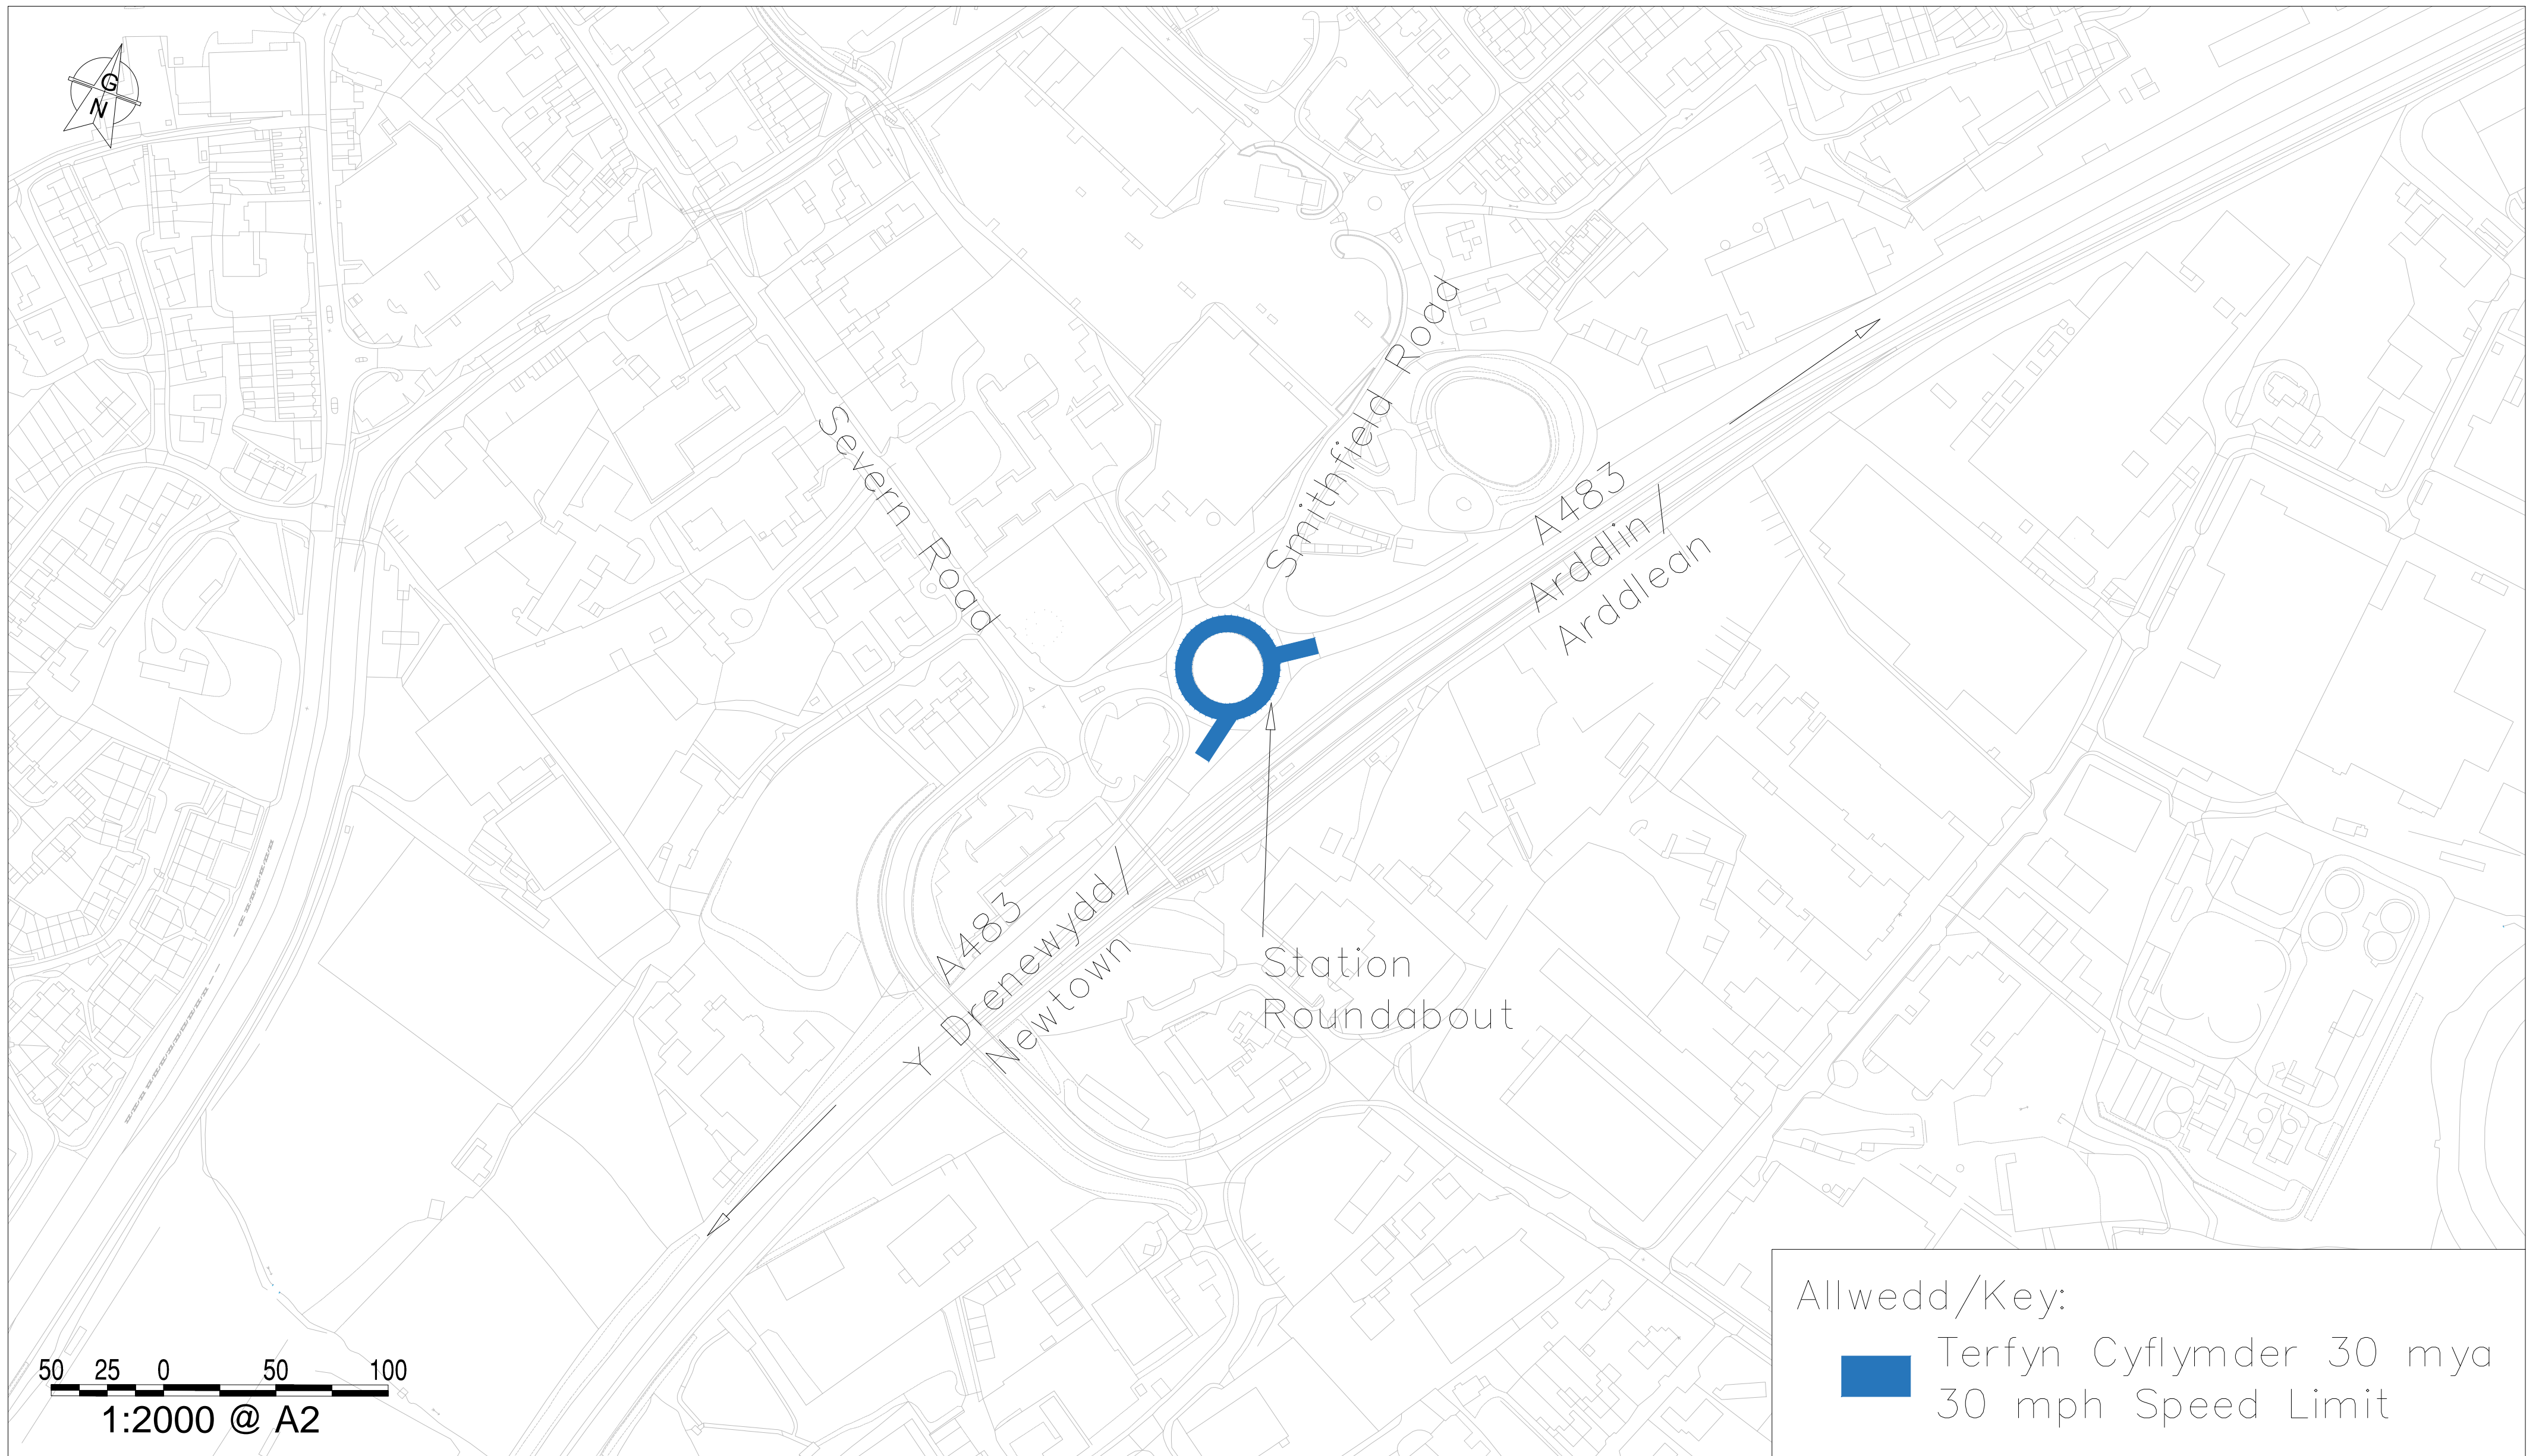 G
N
Severn Road
Smithfield Road
A483
Arddlin/
Arddlean
A483
Y Drenewydd/
Newtown
Station
Roundabout
50 25 0 50 100
1:2000 @ A2
Allwedd/Key:
Terfyn Cyflymder 30 mya
30 mph Speed Limit